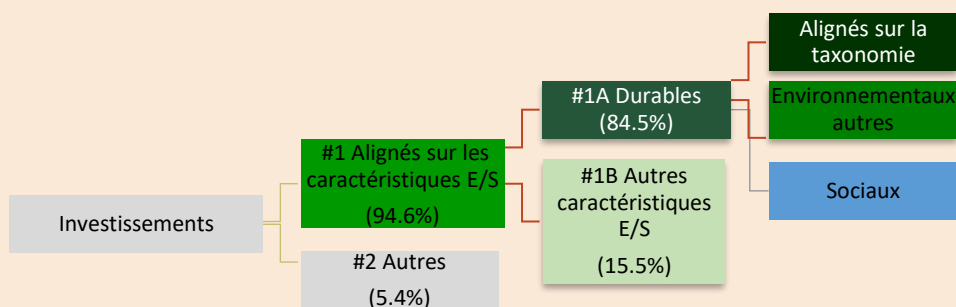 Investissements
#1 Alignés sur les
caractéristiques E/S
(94.6%)
#2 Autres
(5.4%)
#1A Durables
(84.5%)
#1B Autres
caractéristiques
E/S
(15.5%)
Alignés sur la
taxonomie
Environnementaux
autres
Sociaux